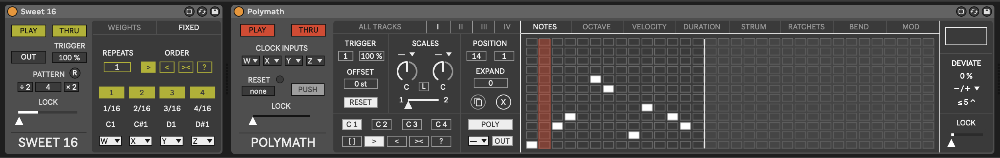 Sweet 16
PLAY THRU
TRIGGER
OUT 100 %
PATTERN R
÷ 2 4 × 2
LOCK
SWEET 16
WEIGHTS FIXED
REPEATS ORDER
1 > < >< ?
1 2 3 4
1/16 2/16 3/16 4/16
C1 C#1 D1 D#1
W X Y Z
Polymath
PLAY THRU
CLOCK INPUTS
W X Y Z
RESET
none PUSH
LOCK
POLYMATH
ALL TRACKS I II III IV
TRIGGER
1 100 %
OFFSET
0 st
RESET
SCALES
— —
C L C
1 2
POSITION
14 1
EXPAND
0
X
C 1 C 2 C 3 C 4
[ ] > < >< ?
POLY
— OUT
NOTES OCTAVE VELOCITY DURATION STRUM RATCHETS BEND MOD
DEVIATE
0 %
−/+
≤ 5 ^
LOCK